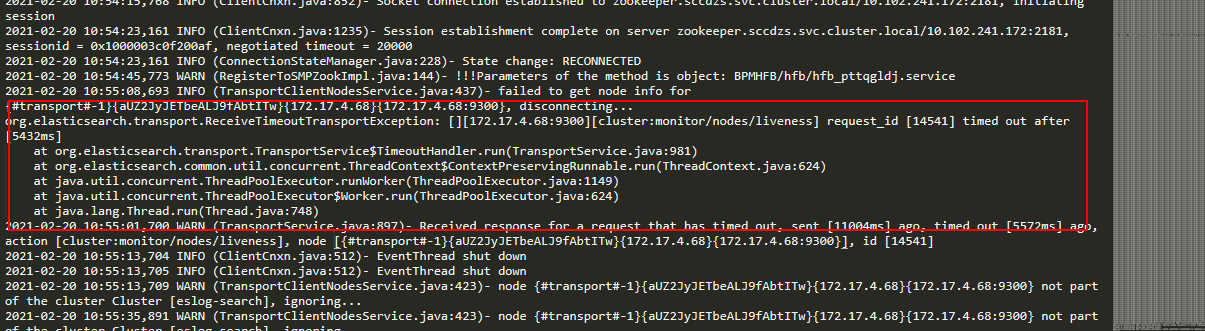 2021-02-20 10:54:15,768 INFO (ClientCnxn.java:852)- Socket connection established to zookeeper.sccdzs.svc.cluster.local/10.102.241.172:2181, initiating
session
2021-02-20 10:54:23,161 INFO (ClientCnxn.java:1235)- Session establishment complete on server zookeeper.sccdzs.svc.cluster.local/10.102.241.172:2181,
sessionid = 0x1000003c0f200af, negotiated timeout = 20000
2021-02-20 10:54:23,161 INFO (ConnectionStateManager.java:228)- State change: RECONNECTED
2021-02-20 10:54:45,773 WARN (RegisterToSMPZookImpl.java:144)- !!!Parameters of the method is object: BPMHFB/hfb/hfb_pttqgldj.service
2021-02-20 10:55:08,693 INFO (TransportClientNodesService.java:437)- failed to get node info for
{#transport#-1}{aUZ2JyJETbeALJ9fAbtITw}{172.17.4.68}{172.17.4.68:9300}, disconnecting...
org.elasticsearch.transport.ReceiveTimeoutTransportException: [][172.17.4.68:9300][cluster:monitor/nodes/liveness] request_id [14541] timed out after
[5432ms]
at org.elasticsearch.transport.TransportService$TimeoutHandler.run(TransportService.java:981)
at org.elasticsearch.common.util.concurrent.ThreadContext$ContextPreservingRunnable.run(ThreadContext.java:624)
at java.util.concurrent.ThreadPoolExecutor.runWorker(ThreadPoolExecutor.java:1149)
at java.util.concurrent.ThreadPoolExecutor$Worker.run(ThreadPoolExecutor.java:624)
at java.lang.Thread.run(Thread.java:748)
2021-02-20 10:55:01,700 WARN (TransportService.java:897)- Received response for a request that has timed out, sent [11004ms] ago, timed out [5572ms] ago,
action [cluster:monitor/nodes/liveness], node [{#transport#-1}{aUZ2JyJETbeALJ9fAbtITw}{172.17.4.68}{172.17.4.68:9300}], id [14541]
2021-02-20 10:55:13,704 INFO (ClientCnxn.java:512)- EventThread shut down
2021-02-20 10:55:13,705 INFO (ClientCnxn.java:512)- EventThread shut down
2021-02-20 10:55:13,709 WARN (TransportClientNodesService.java:423)- node {#transport#-1}{aUZ2JyJETbeALJ9fAbtITw}{172.17.4.68}{172.17.4.68:9300} not part
of the cluster Cluster [eslog-search], ignoring...
2021-02-20 10:55:35,891 WARN (TransportClientNodesService.java:423)- node {#transport#-1}{aUZ2JyJETbeALJ9fAbtITw}{172.17.4.68}{172.17.4.68:9300} not part
of the cluster Cluster [eslog-search], ignoring...